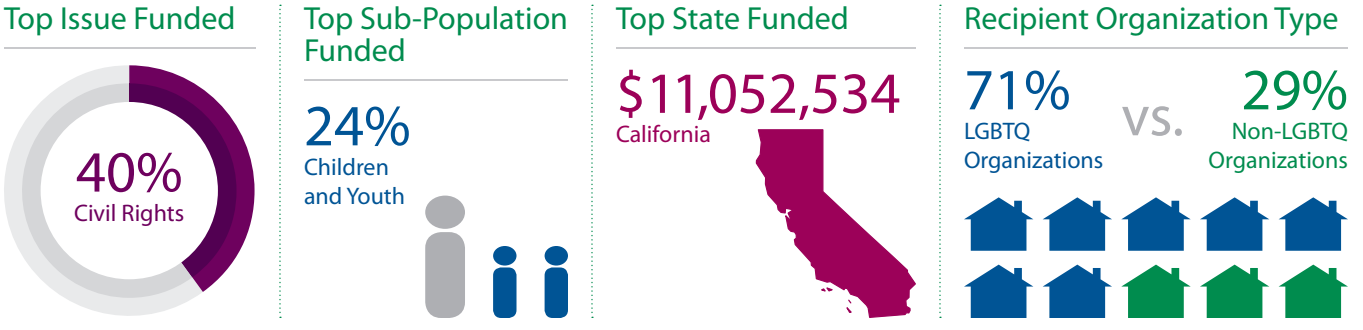 Top Issue Funded
40%
Civil Rights
Top Sub-Population
Funded
24%
Children
and Youth
Top State Funded
$11,052,534
California
Recipient Organization Type
71%
LGBTQ
Organizations
vs.
29%
Non-LGBTQ
Organizations